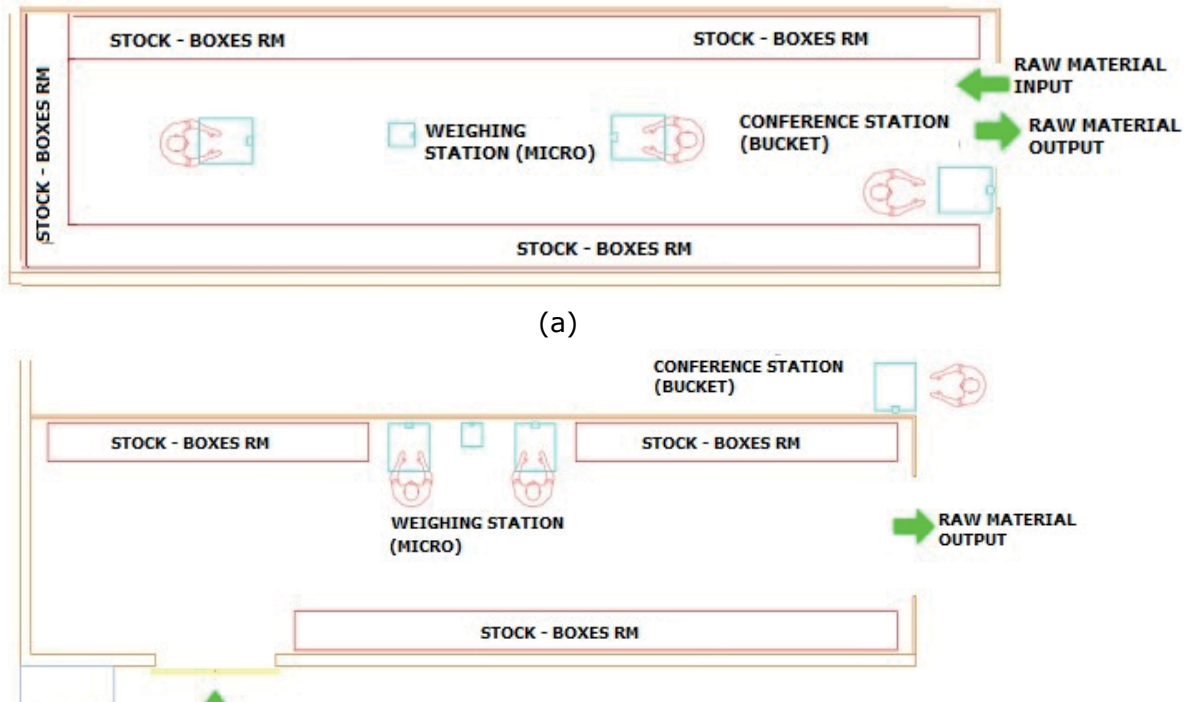 STOCK - BOXES RM
STOCK - BOXES RM
STOCK - BOXES RM
RAW MATERIAL
INPUT
WEIGHING
STATION (MICRO)
CONFERENCE STATION
(BUCKET)
RAW MATERIAL
OUTPUT
STOCK - BOXES RM
(a)
CONFERENCE STATION
(BUCKET)
STOCK - BOXES RM
STOCK - BOXES RM
WEIGHING STATION
(MICRO)
RAW MATERIAL
OUTPUT
STOCK - BOXES RM